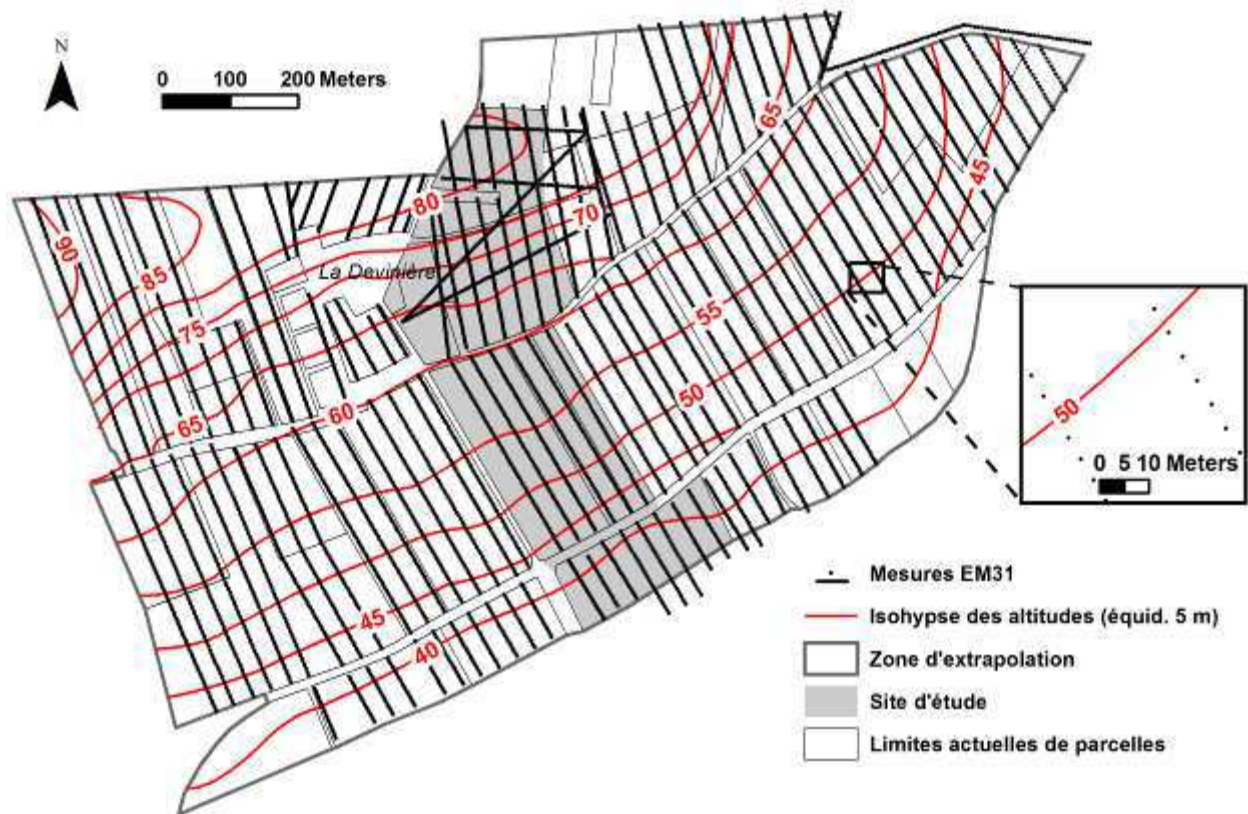 N
0 100 200 Meters
65
45
80
70
90
La Devinière
85
75
55
50
65
60
50
0 5 10 Meters
45
40
Mesures EM31
Isohypse des altitudes (équid. 5 m)
Zone d'extrapolation
Site d'étude
Limites actuelles de parcelles